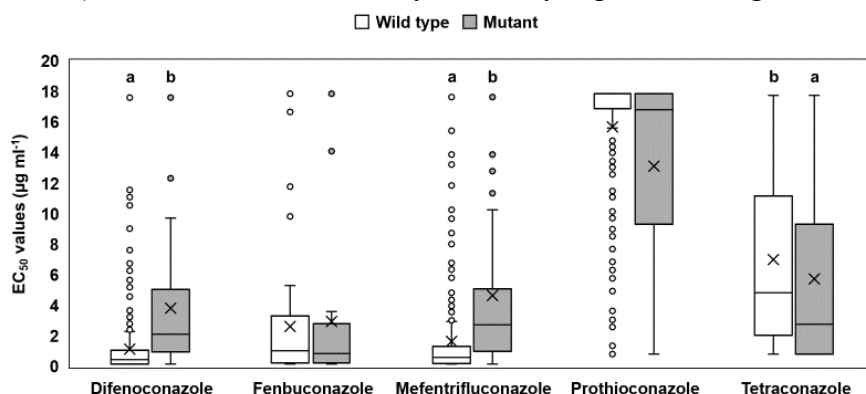 Wild type Mutant
EC₅₀ values (µg ml⁻¹)
20
18
16
14
12
10
8
6
4
2
0
a b a b b a
Difenoconazole Fenbuconazole Mefentrifluconazole Prothioconazole Tetraconazole